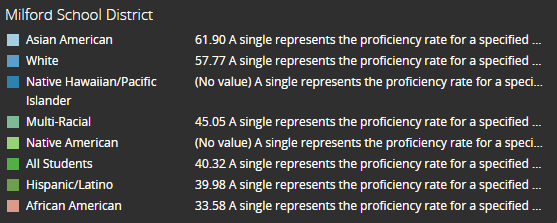 Milford School District
Asian American 61.90 A single represents the proficiency rate for a specified ...
White 57.77 A single represents the proficiency rate for a specified ...
Native Hawaiian/Pacific (No value) A single represents the proficiency rate for a speci...
Islander
Multi-Racial 45.05 A single represents the proficiency rate for a specified ...
Native American (No value) A single represents the proficiency rate for a speci...
All Students 40.32 A single represents the proficiency rate for a specified ...
Hispanic/Latino 39.98 A single represents the proficiency rate for a specified ...
African American 33.58 A single represents the proficiency rate for a specified ...